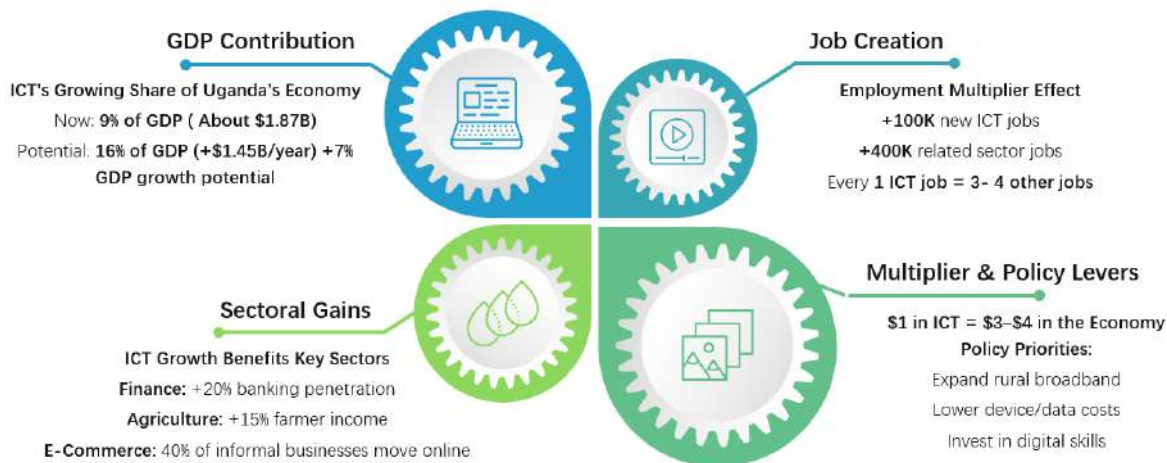 GDP Contribution
ICT's Growing Share of Uganda's Economy
Now: 9% of GDP ( About $1.87B)
Potential. 16% of GDP (+$1.45B/year) +7%
GDP growth potential
Job Creation
Employment Multiplier Effect
+100K new ICT jobs
+400K related sector jobs
Every 1 ICT job = 3- 4 other jobs
Sectoral Gains
ICT Growth Benefits Key Sectors
Finance: +20% banking penetration
Agriculture: +15% farmer income
E-Commerce: 40% of informal businesses move online
Multiplier & Policy Levers
$1 in ICT = $3–$4 in the Economy
Policy Priorities:
Expand rural broadband
Lower device/data costs
Invest in digital skills